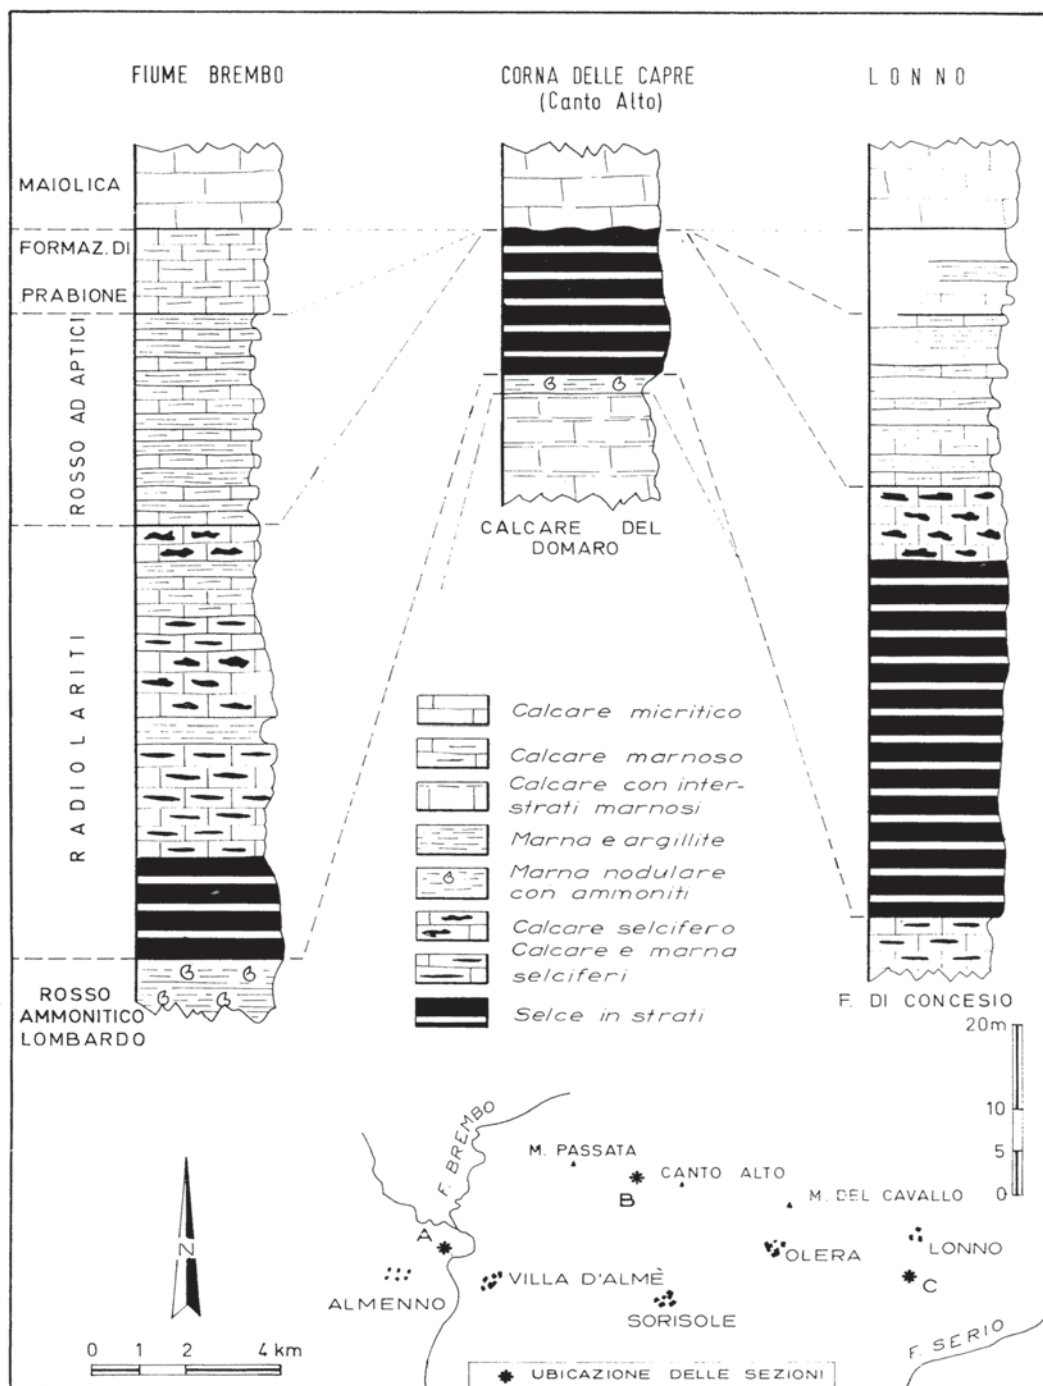 FIUME BREMBO
CORNA DELLE CAPRE
(Canto Alto)
LONNO
MAIOLICA
FORMAZ. DI
PRABIONE
ROSSO AD APTICI
RADIOLARITI
ROSSO
AMMONITICO
LOMBARDO
CALCARE DEL
DOMARO
F. DI CONCESIO
Calcare micritico
Calcare marnoso
Calcare con inter-
strati marnosi
Marna e argillite
Marna nodulare
con ammoniti
Calcare selcifero
Calcare e marna
selciferi
Selce in strati
20m
10
5
0
F. BREMBO
M. PASSATA
CANTO ALTO
B
M. DEL CAVALLO
A
OLERA
LONNO
C
VILLA D'ALMÈ
ALMENNO
SORISOLE
F. SERIO
N
0 1 2 4 km
UBICAZIONE DELLE SEZIONI